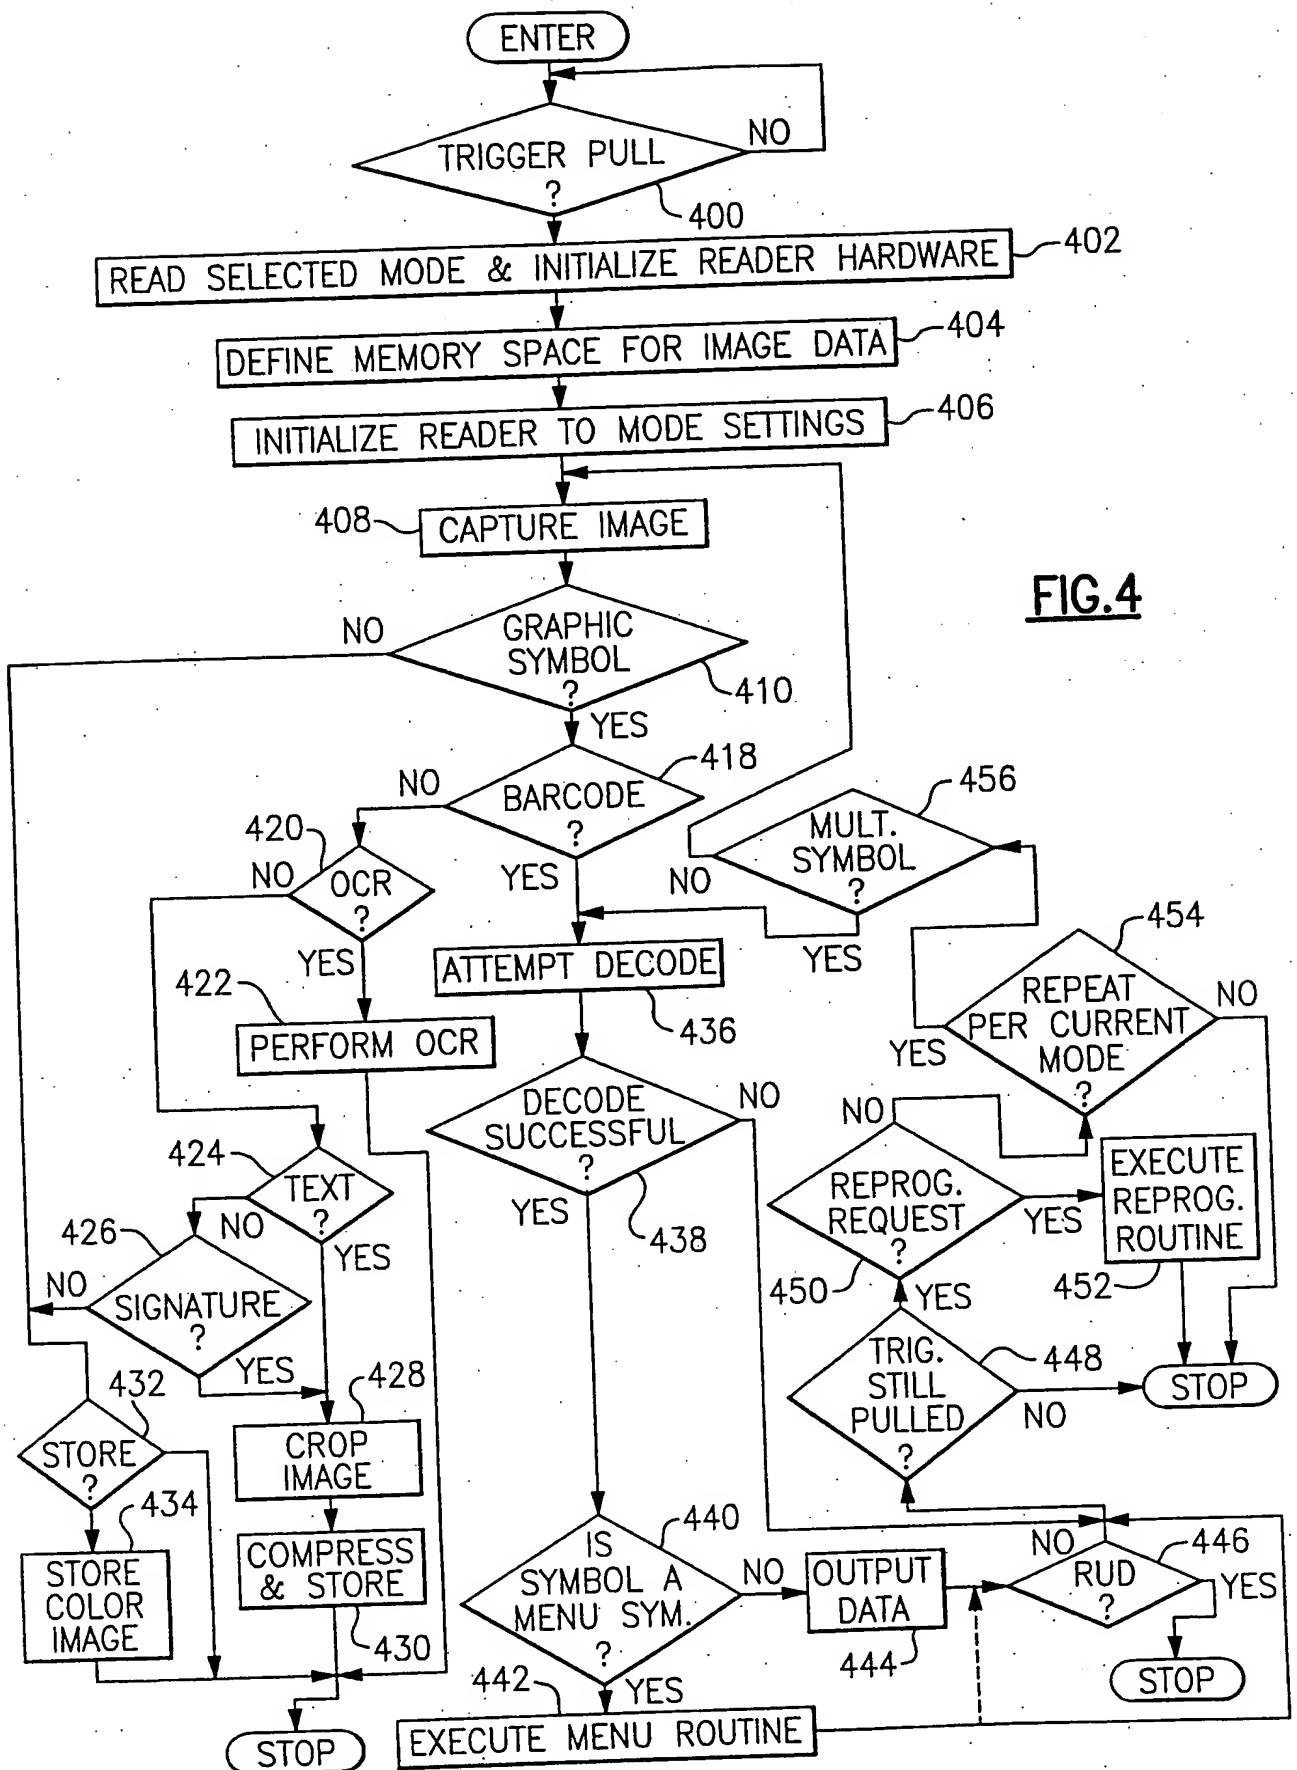 ENTER
NO
TRIGGER PULL
?
400
READ SELECTED MODE & INITIALIZE READER HARDWARE
402
DEFINE MEMORY SPACE FOR IMAGE DATA
404
INITIALIZE READER TO MODE SETTINGS
406
408
CAPTURE IMAGE
FIG.4
NO
GRAPHIC
SYMBOL
?
410
YES
418
NO
BARCODE
?
YES
456
MULT.
SYMBOL
?
NO
YES
420
NO
OCR
?
YES
454
REPEAT
PER CURRENT
MODE
?
NO
YES
ATTEMPT DECODE
436
422
PERFORM OCR
DECODE
SUCCESSFUL
?
NO
YES
438
NO
REPROG.
REQUEST
?
450
YES
YES
EXECUTE
REPROG.
ROUTINE
452
424
TEXT
?
NO
YES
426
NO
SIGNATURE
?
YES
TRIG.
STILL
PULLED
?
448
NO
STOP
432
STORE
?
428
CROP
IMAGE
434
STORE
COLOR
IMAGE
COMPRESS
& STORE
430
STOP
440
IS
SYMBOL A
MENU SYM.
?
NO
YES
OUTPUT
DATA
444
NO
446
RUD
?
YES
STOP
442
EXECUTE MENU ROUTINE